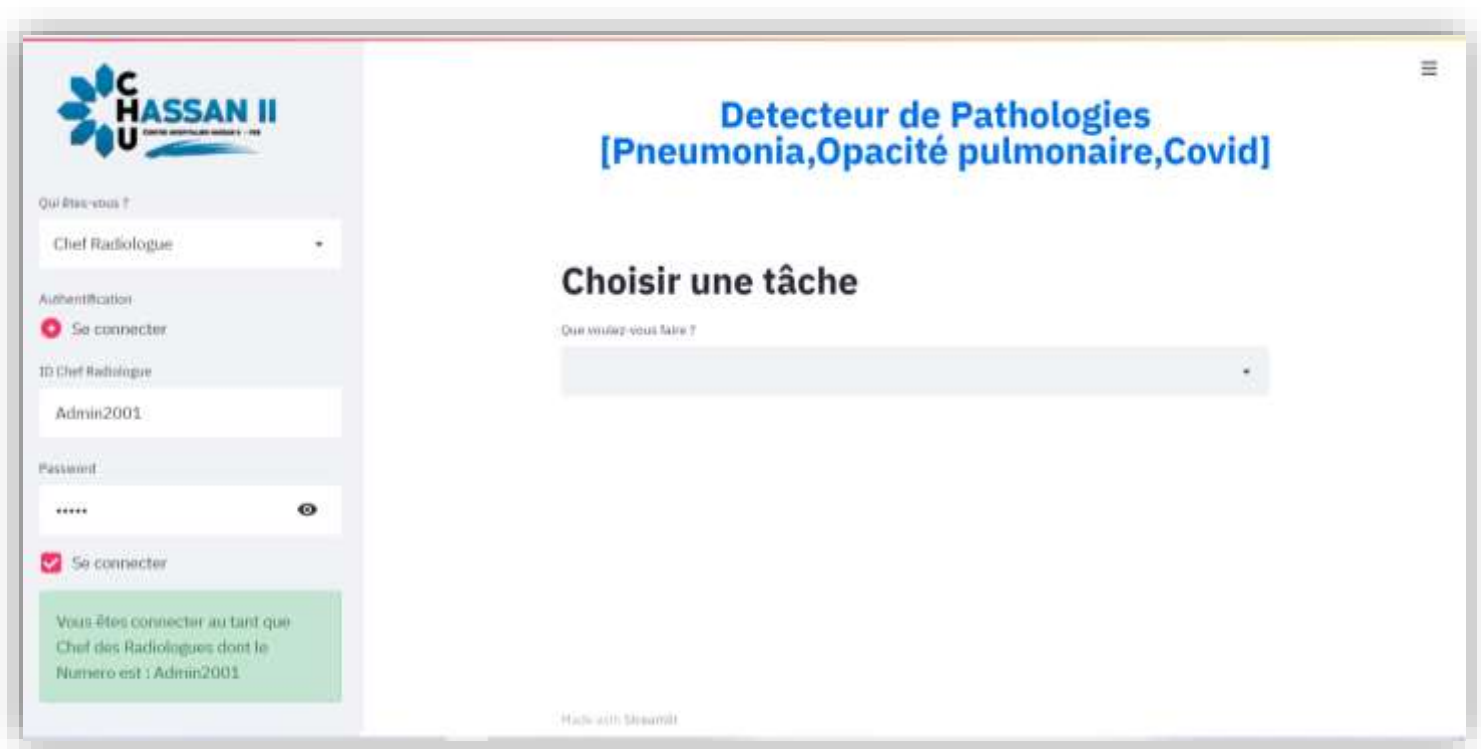 CHU
HASSAN II
Qui êtes-vous ?
Chef Radiologue
Authentification
Se connecter
ID Chef Radiologue
Admin2001
Password
•••••
Se connecter
Vous êtes connecter au tant que
Chef des Radiologues dont le
Numero est : Admin2001
Detecteur de Pathologies
[Pneumonia,Opacité pulmonaire,Covid]
Choisir une tâche
Que voulez-vous faire ?
Made with Streamlit